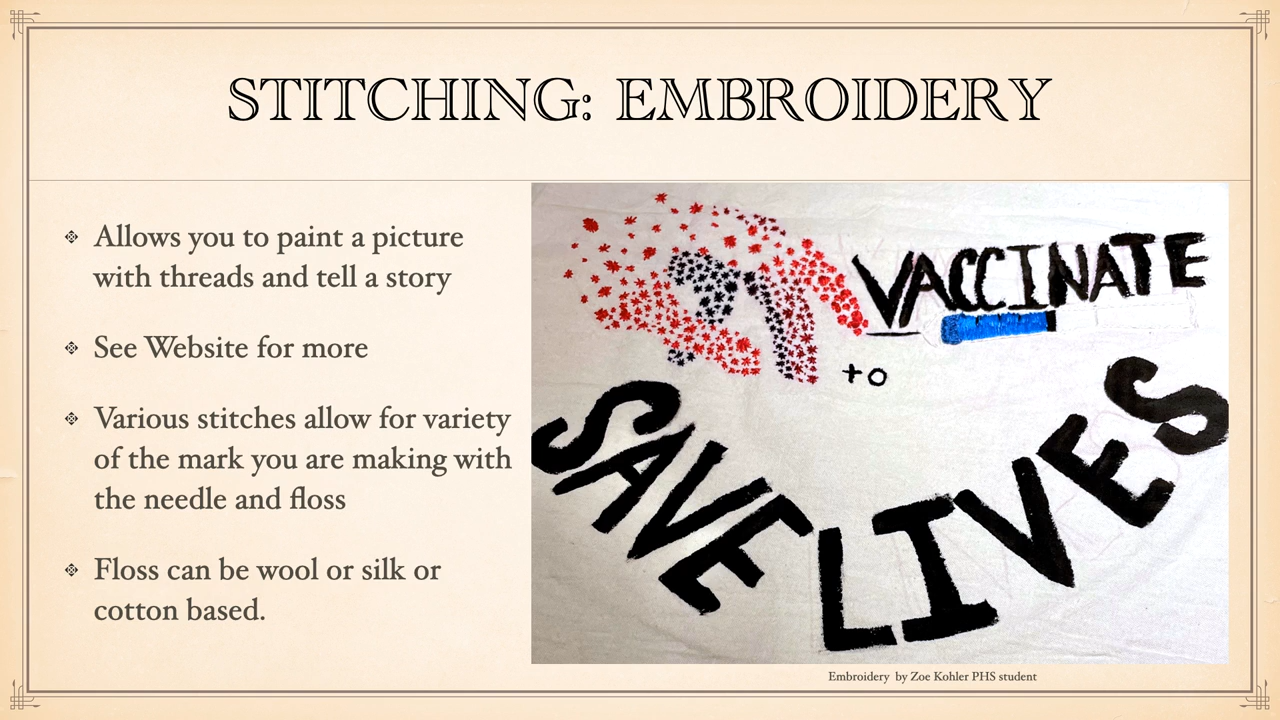 STITCHING: EMBROIDERY
Allows you to paint a picture
with threads and tell a story
See Website for more
Various stitches allow for variety
of the mark you are making with
the needle and floss
Floss can be wool or silk or
cotton based.
VACCINATE
to
SAVE LIVES
Embroidery by Zoe Kohler PHS student